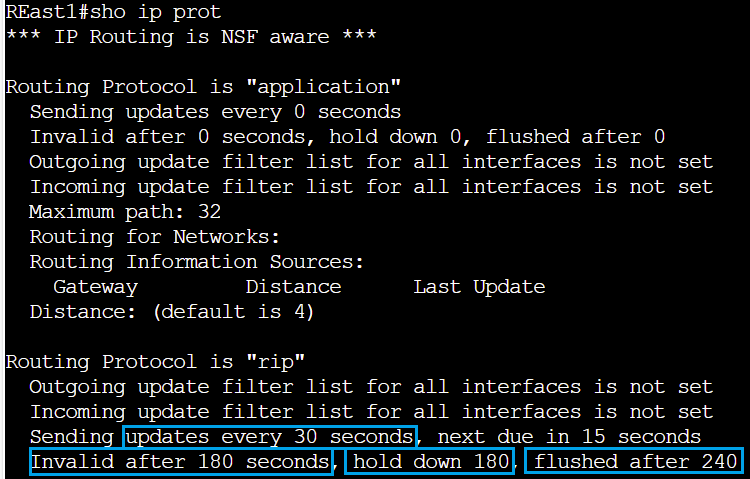 REast1#sho ip prot
*** IP Routing is NSF aware ***
Routing Protocol is "application"
Sending updates every 0 seconds
Invalid after 0 seconds, hold down 0, flushed after 0
Outgoing update filter list for all interfaces is not set
Incoming update filter list for all interfaces is not set
Maximum path: 32
Routing for Networks:
Routing Information Sources:
Gateway Distance Last Update
Distance: (default is 4)
Routing Protocol is "rip"
Outgoing update filter list for all interfaces is not set
Incoming update filter list for all interfaces is not set
Sending updates every 30 seconds, next due in 15 seconds
Invalid after 180 seconds, hold down 180, flushed after 240